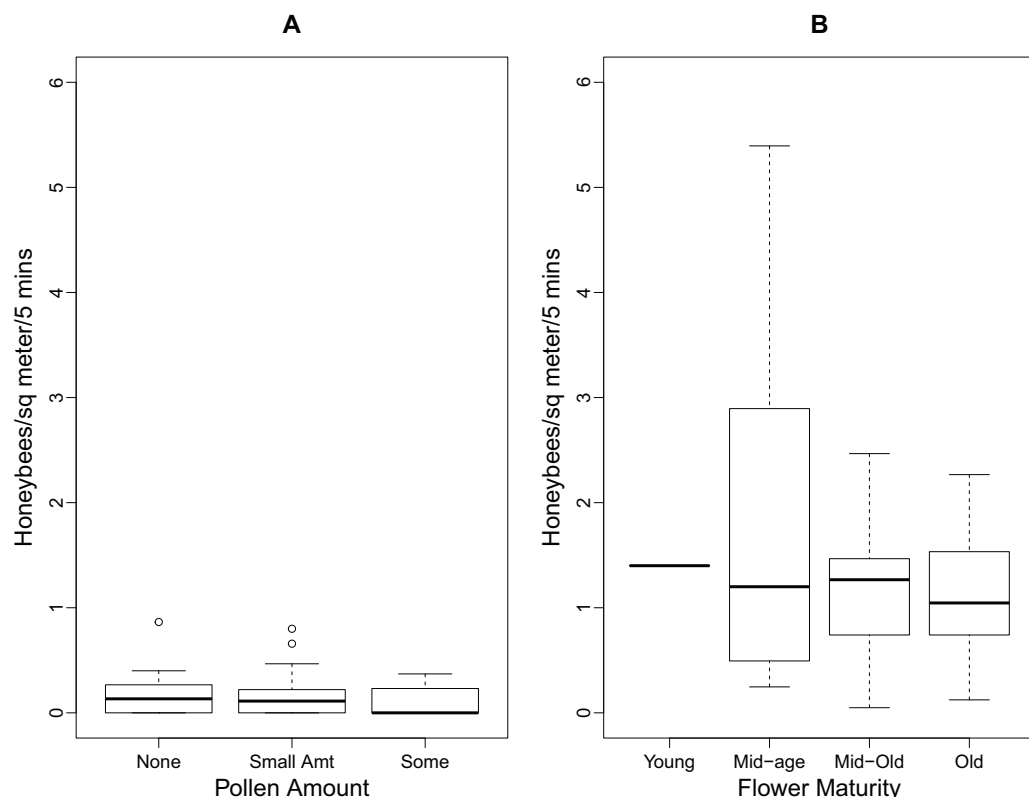 A
Honeybees/sq meter/5 mins
6
5
4
3
2
1
0
None Small Amt Some
Pollen Amount
B
Honeybees/sq meter/5 mins
6
5
4
3
2
1
0
Young Mid−age Mid−Old Old
Flower Maturity